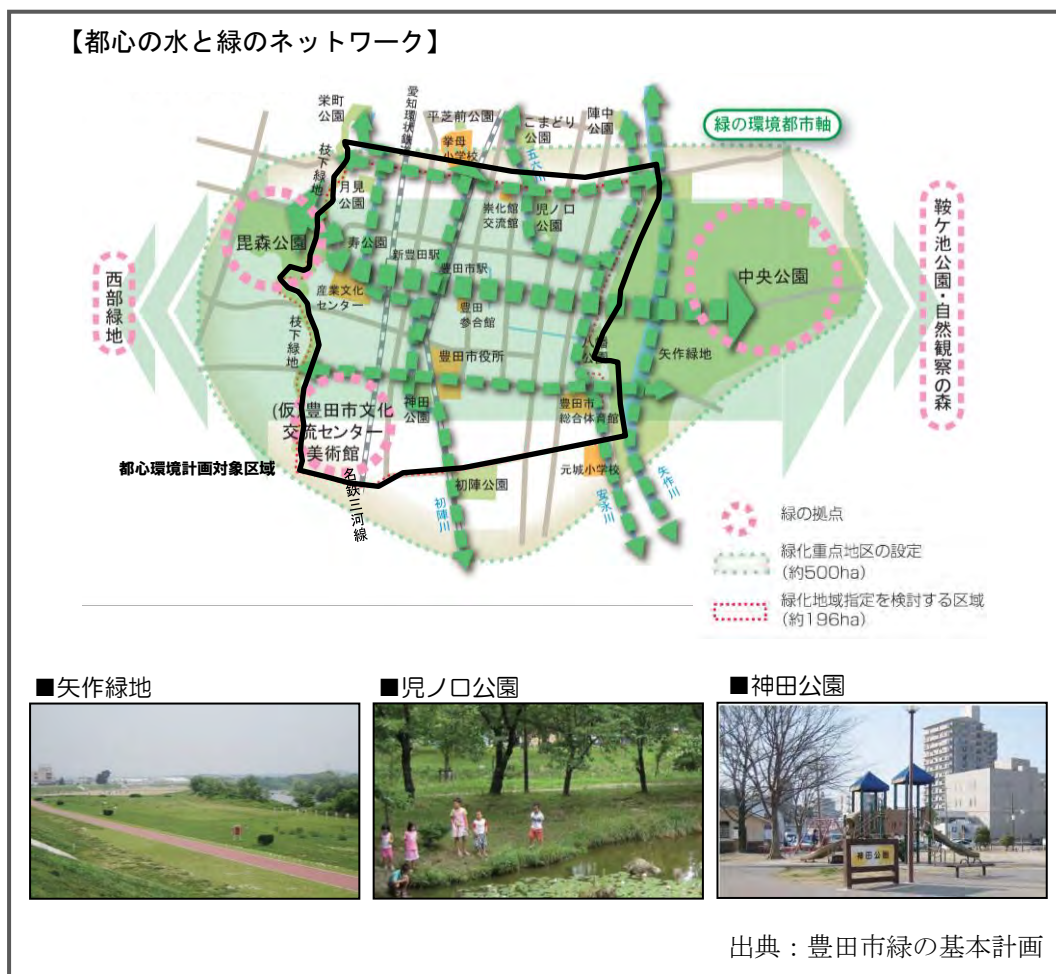 【都心の水と緑のネットワーク】
栄町
公園
愛知環状鉄道
平芝前公園
挙母
小学校
こまどり
公園
陣中
公園
緑の環境都市軸
枝下緑地
月見
公園
五六川
崇化館
交流館
児ノ口
公園
毘森公園
寿公園
新豊田駅
豊田市駅
中央公園
鞍ケ池公園・自然観察の森
西部緑地
産業文化
センター
豊田
参合館
枝下緑地
豊田市役所
八幡
公園
矢作緑地
(仮)豊田市文化
交流センター
美術館
神田
公園
豊田市
総合体育館
都心環境計画対象区域
名鉄三河線
初陣公園
初陣川
元城小学校
安永川
矢作川
緑の拠点
緑化重点地区の設定
(約500ha)
緑化地域指定を検討する区域
(約196ha)
■矢作緑地
■児ノ口公園
■神田公園
神田公園
出典：豊田市緑の基本計画